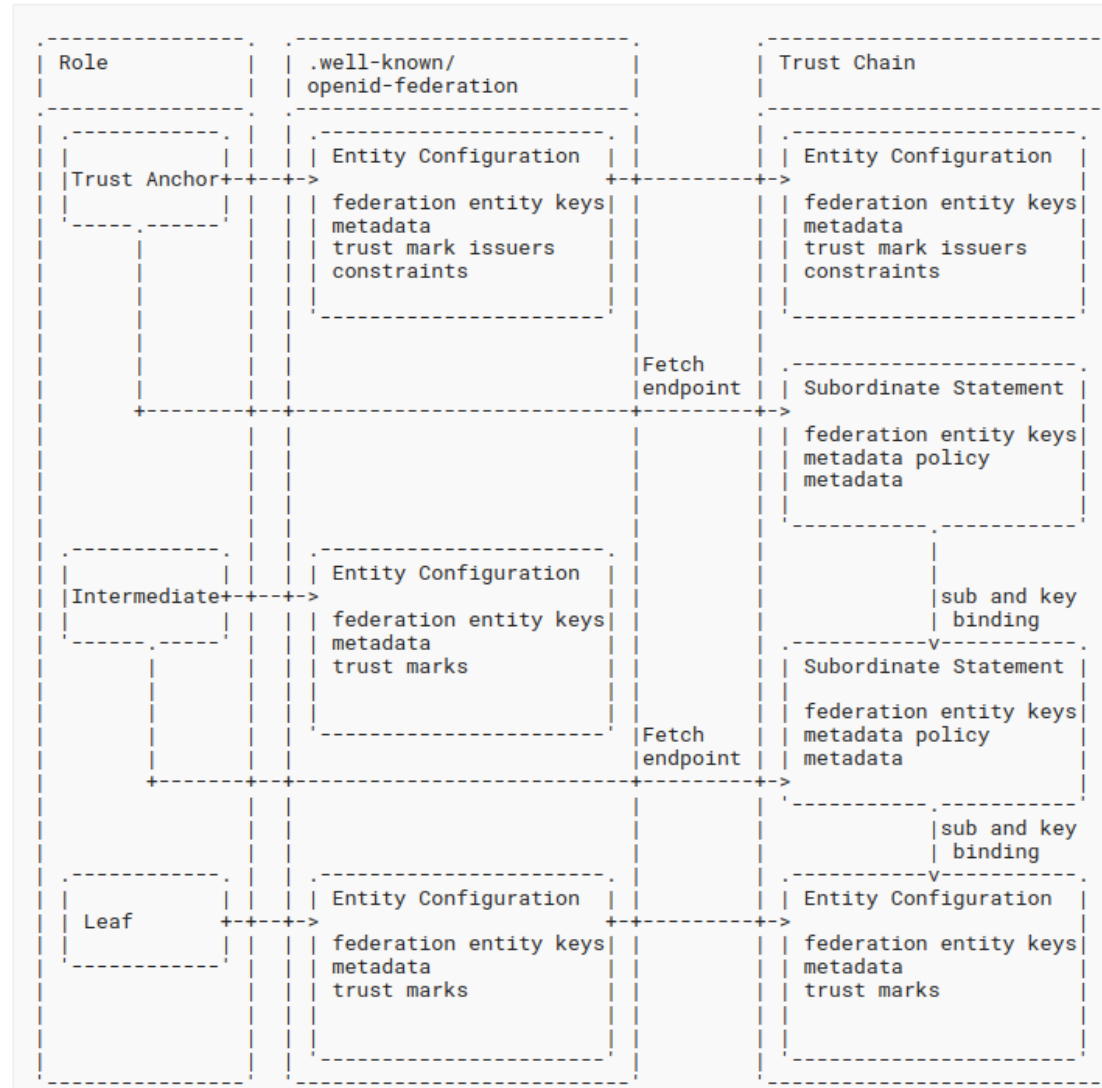 Role
.well-known/
openid-federation
Trust Chain
Trust Anchor
Entity Configuration
federation entity keys
metadata
trust mark issuers
constraints
Entity Configuration
federation entity keys
metadata
trust mark issuers
constraints
Fetch
endpoint
Subordinate Statement
federation entity keys
metadata policy
metadata
Intermediate
Entity Configuration
federation entity keys
metadata
trust marks
sub and key
binding
Fetch
endpoint
Subordinate Statement
federation entity keys
metadata policy
metadata
sub and key
binding
Leaf
Entity Configuration
federation entity keys
metadata
trust marks
Entity Configuration
federation entity keys
metadata
trust marks